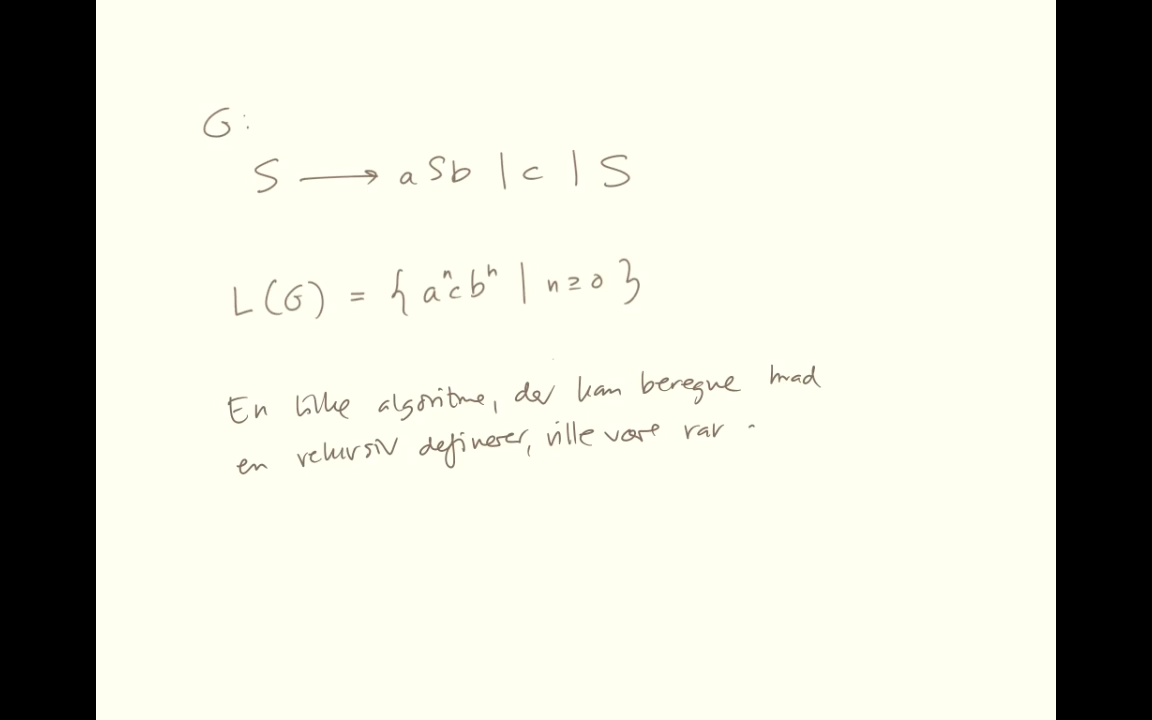 G:
S → aSb | c | S
L(G) = { aⁿcbⁿ | n ≥ 0 }
En lille algoritme, der kan beregne hvad
en rekursiv definerer, ville være rar.